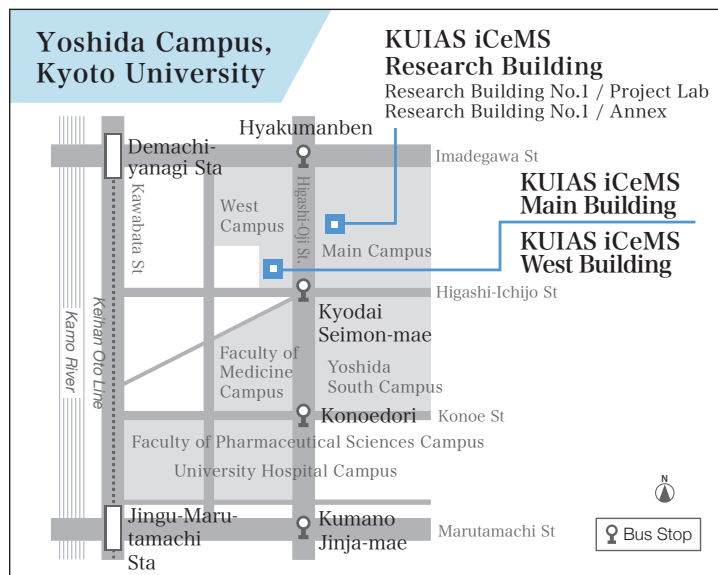 Yoshida Campus,
Kyoto University
KUIAS iCeMS
Research Building
Research Building No.1 / Project Lab
Research Building No.1 / Annex
Hyakumanben
Demachi-
yanagi Sta
Imadegawa St
Kawabata St
West
Campus
Higashi-Oji St.
Main Campus
KUIAS iCeMS
Main Building
KUIAS iCeMS
West Building
Higashi-Ichijo St
Kyodai
Seimon-mae
Kamo River
Keihan Oto Line
Faculty of
Medicine
Campus
Yoshida
South Campus
Konoedori
Konoe St
Faculty of Pharmaceutical Sciences Campus
University Hospital Campus
Jingu-Maru-
tamachi
Sta
Kumano
Jinja-mae
Marutamachi St
N
Bus Stop